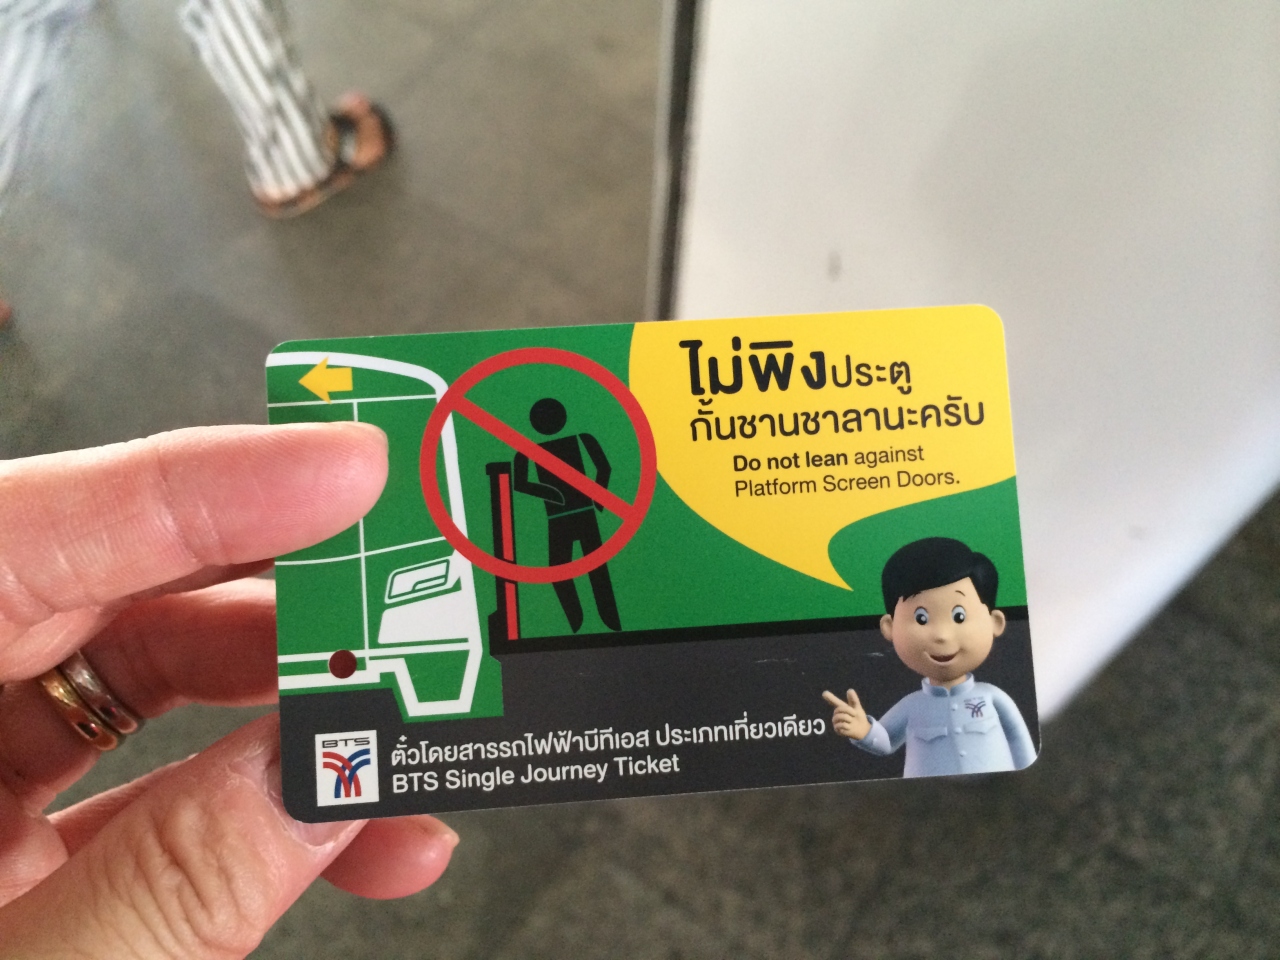 ไม่พิงประตู
กั้นชานชาลานะครับ
Do not lean against
Platform Screen Doors.
BTS
ตั๋วโดยสารรถไฟฟ้าบีทีเอส ประเภทเที่ยวเดียว
BTS Single Journey Ticket